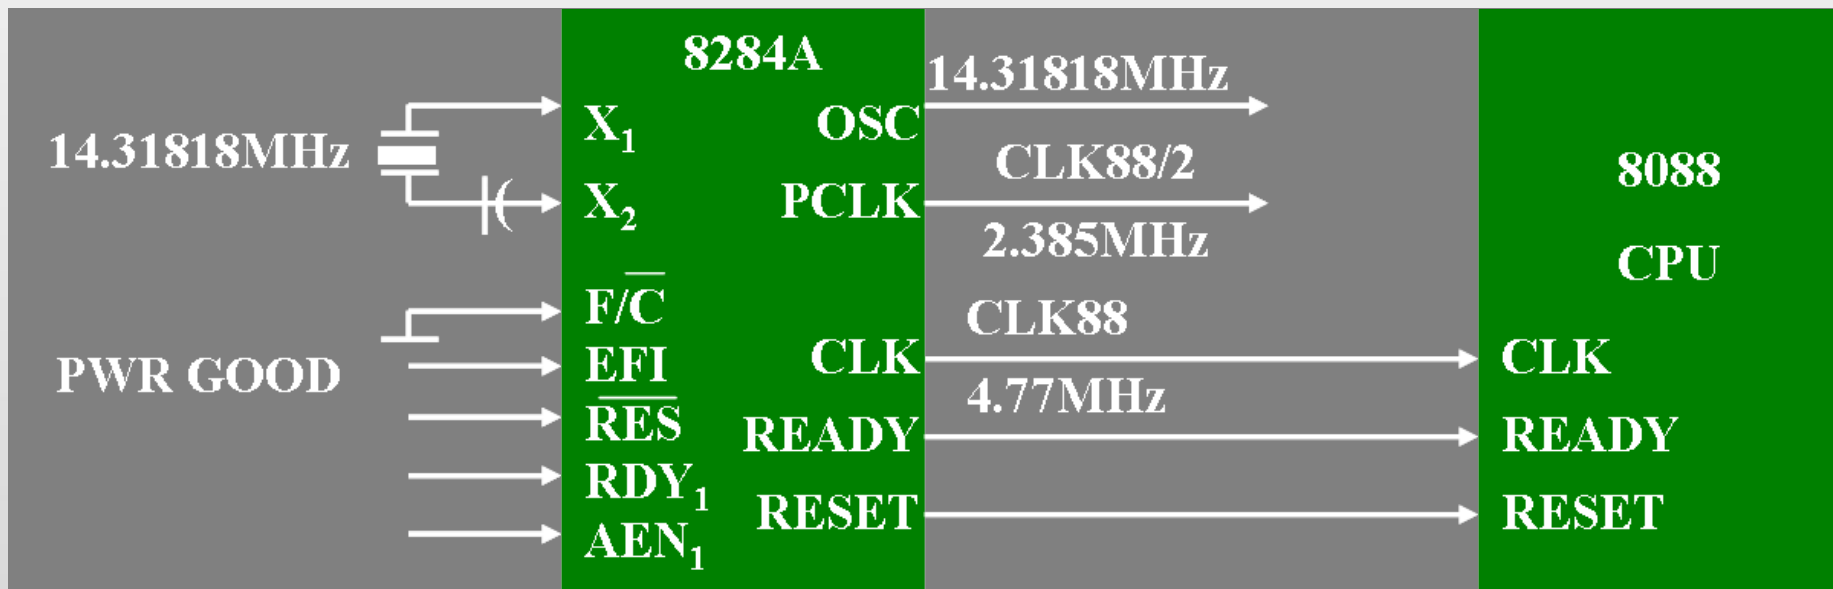 14.31818MHz
PWR GOOD
8284A
X1
X2
F/C̅
EFI
R̅E̅S̅
RDY1
AEN1
OSC
PCLK
CLK
READY
RESET
14.31818MHz
CLK88/2
2.385MHz
CLK88
4.77MHz
8088
CPU
CLK
READY
RESET